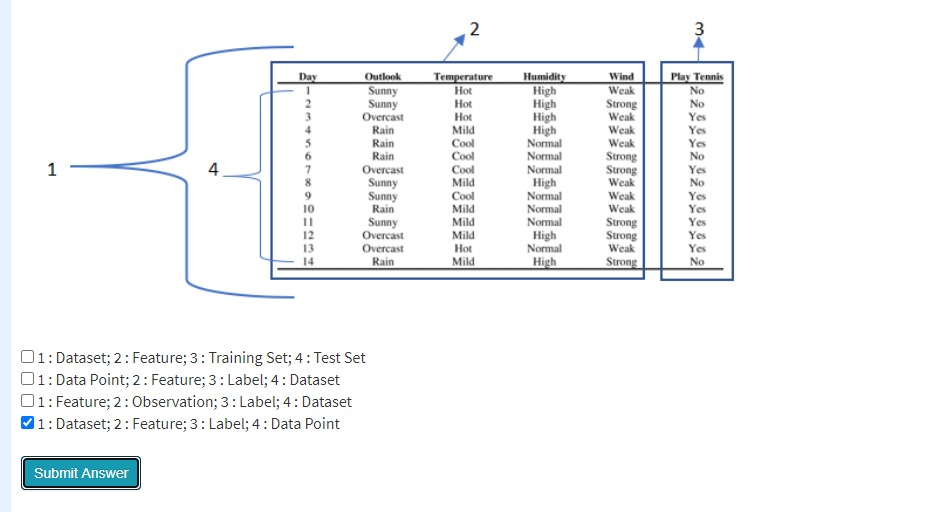 2
3
Day Outlook Temperature Humidity Wind Play Tennis
1 Sunny Hot High Weak No
2 Sunny Hot High Strong No
3 Overcast Hot High Weak Yes
4 Rain Mild High Weak Yes
5 Rain Cool Normal Weak Yes
6 Rain Cool Normal Strong No
7 Overcast Cool Normal Strong Yes
8 Sunny Mild High Weak No
9 Sunny Cool Normal Weak Yes
10 Rain Mild Normal Weak Yes
11 Sunny Mild Normal Strong Yes
12 Overcast Mild High Strong Yes
13 Overcast Hot Normal Weak Yes
14 Rain Mild High Strong No
1
4
1 : Dataset; 2 : Feature; 3 : Training Set; 4 : Test Set
1 : Data Point; 2 : Feature; 3 : Label; 4 : Dataset
1 : Feature; 2 : Observation; 3 : Label; 4 : Dataset
1 : Dataset; 2 : Feature; 3 : Label; 4 : Data Point
Submit Answer